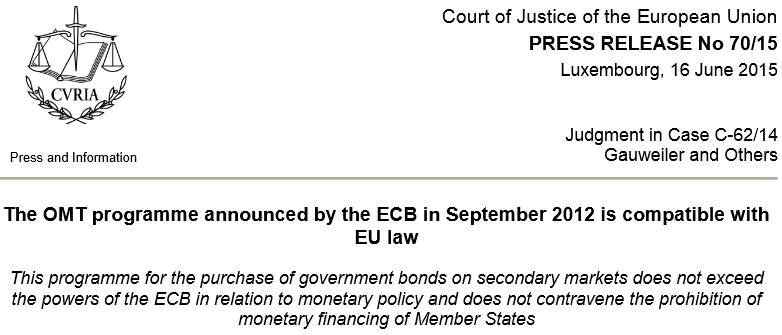 Court of Justice of the European Union
PRESS RELEASE No 70/15
Luxembourg, 16 June 2015
CVRIA
Judgment in Case C-62/14
Press and Information
Gauweiler and Others
The OMT programme announced by the ECB in September 2012 is compatible with
EU law
This programme for the purchase of government bonds on secondary markets does not exceed
the powers of the ECB in relation to monetary policy and does not contravene the prohibition of
monetary financing of Member States